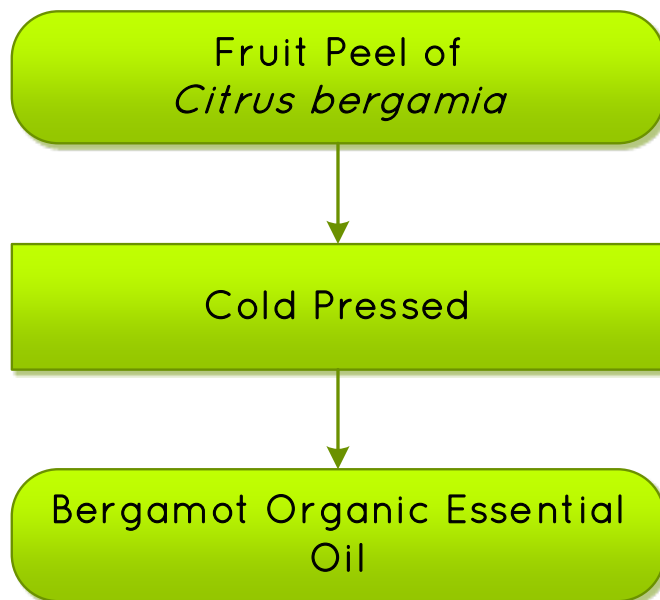 Fruit Peel of
Citrus bergamia
Cold Pressed
Bergamot Organic Essential
Oil